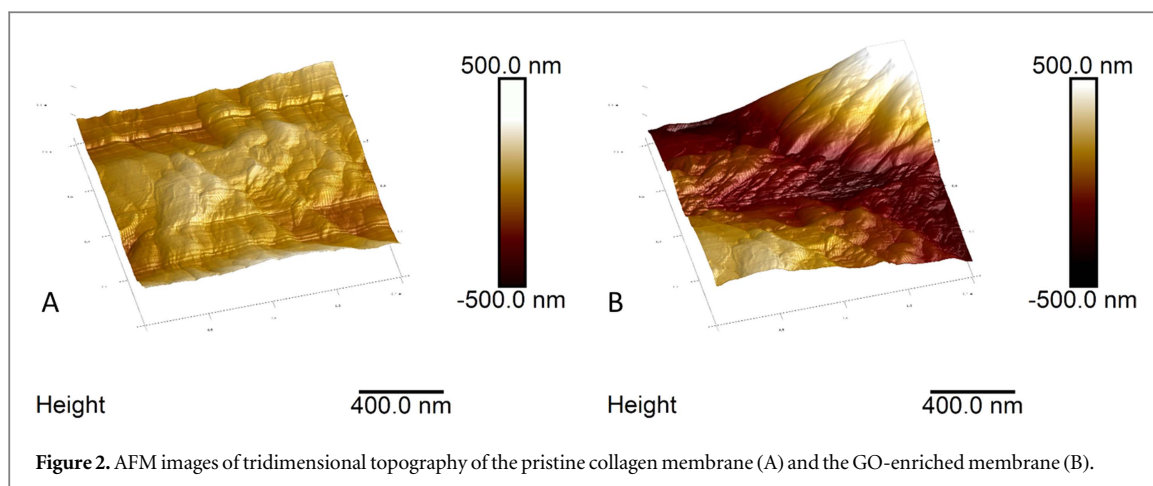 500.0 nm
-500.0 nm
A
Height
400.0 nm
500.0 nm
-500.0 nm
B
Height
400.0 nm
Figure 2. AFM images of tridimensional topography of the pristine collagen membrane (A) and the GO-enriched membrane (B).